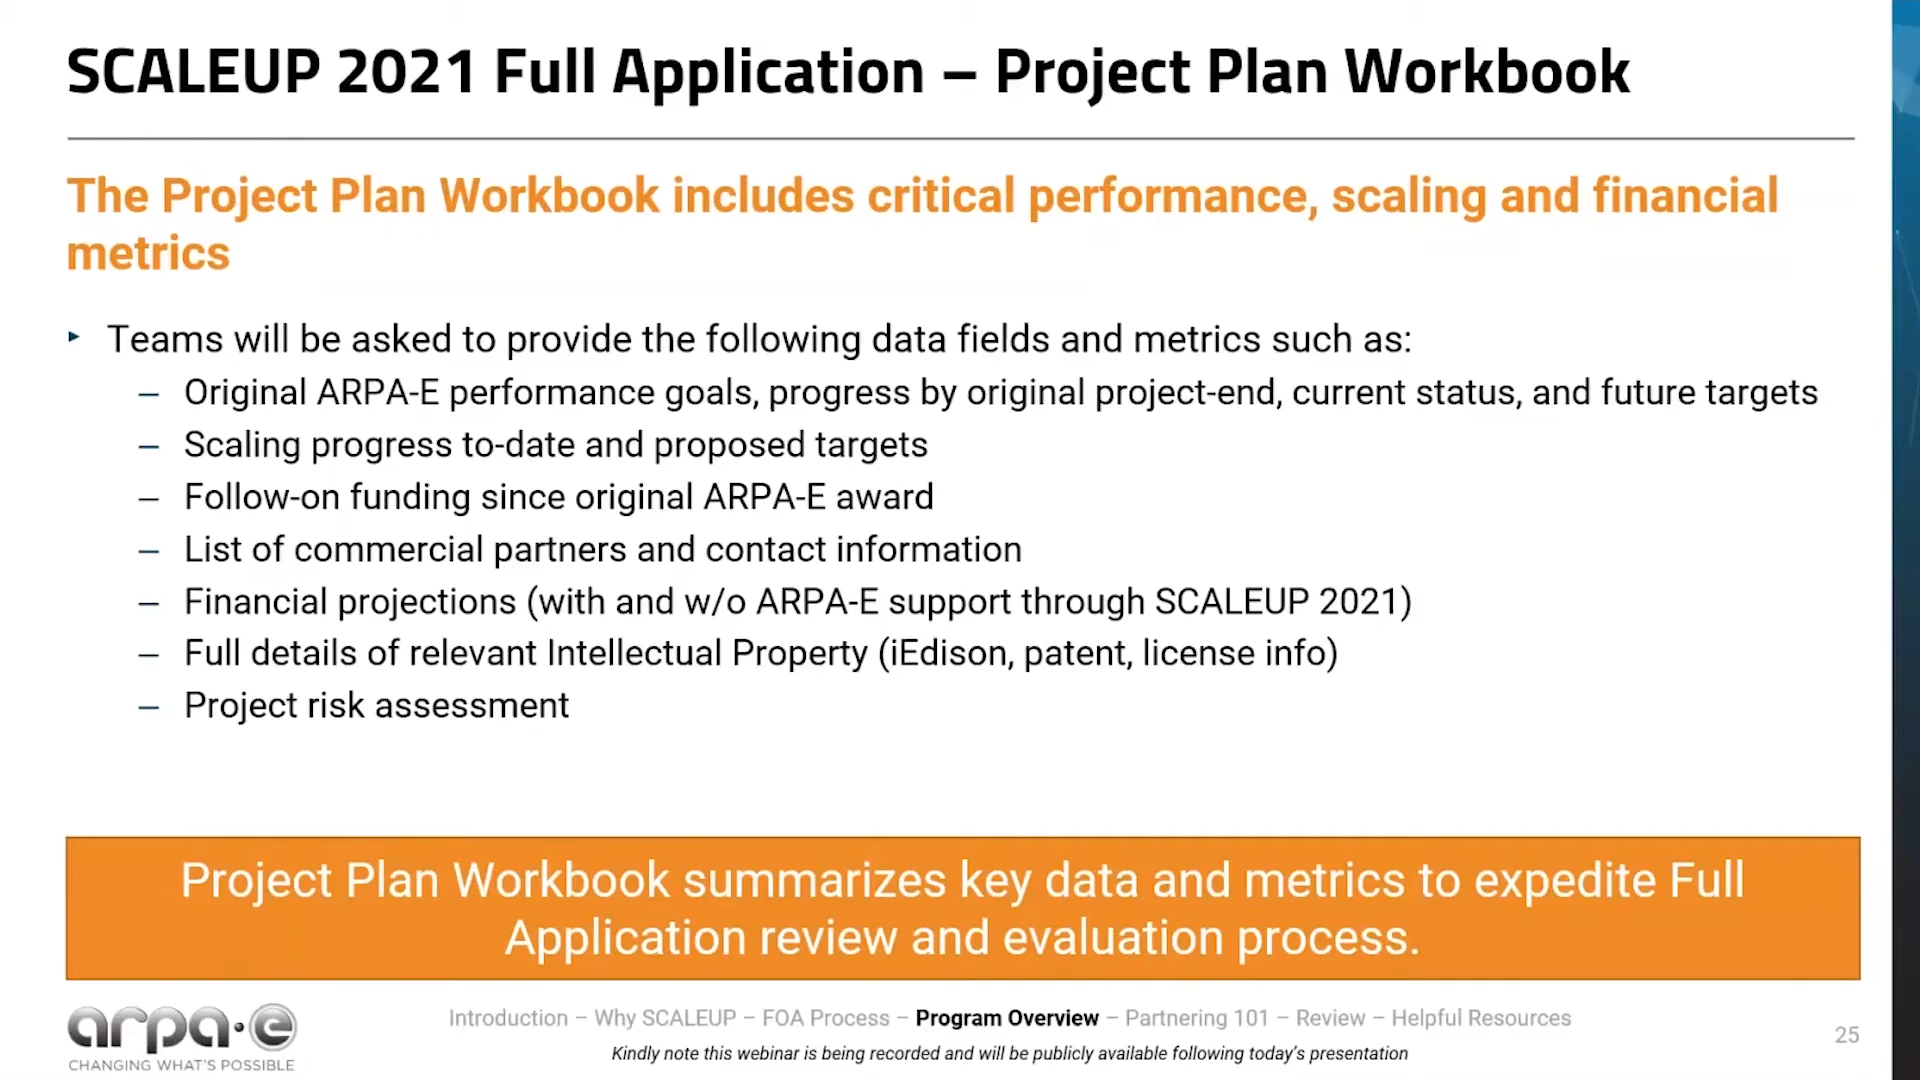 SCALEUP 2021 Full Application – Project Plan Workbook
The Project Plan Workbook includes critical performance, scaling and financial
metrics
‣ Teams will be asked to provide the following data fields and metrics such as:
– Original ARPA-E performance goals, progress by original project-end, current status, and future targets
– Scaling progress to-date and proposed targets
– Follow-on funding since original ARPA-E award
– List of commercial partners and contact information
– Financial projections (with and w/o ARPA-E support through SCALEUP 2021)
– Full details of relevant Intellectual Property (iEdison, patent, license info)
– Project risk assessment
Project Plan Workbook summarizes key data and metrics to expedite Full
Application review and evaluation process.
arpa·e
CHANGING WHAT'S POSSIBLE
Introduction – Why SCALEUP – FOA Process – Program Overview – Partnering 101 – Review – Helpful Resources
Kindly note this webinar is being recorded and will be publicly available following today's presentation
25